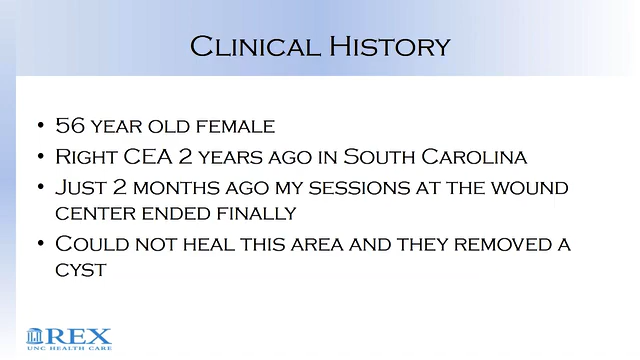 Clinical History
• 56 year old female
• Right CEA 2 years ago in South Carolina
• Just 2 months ago my sessions at the wound
center ended finally
• Could not heal this area and they removed a
cyst
REX
UNC HEALTH CARE